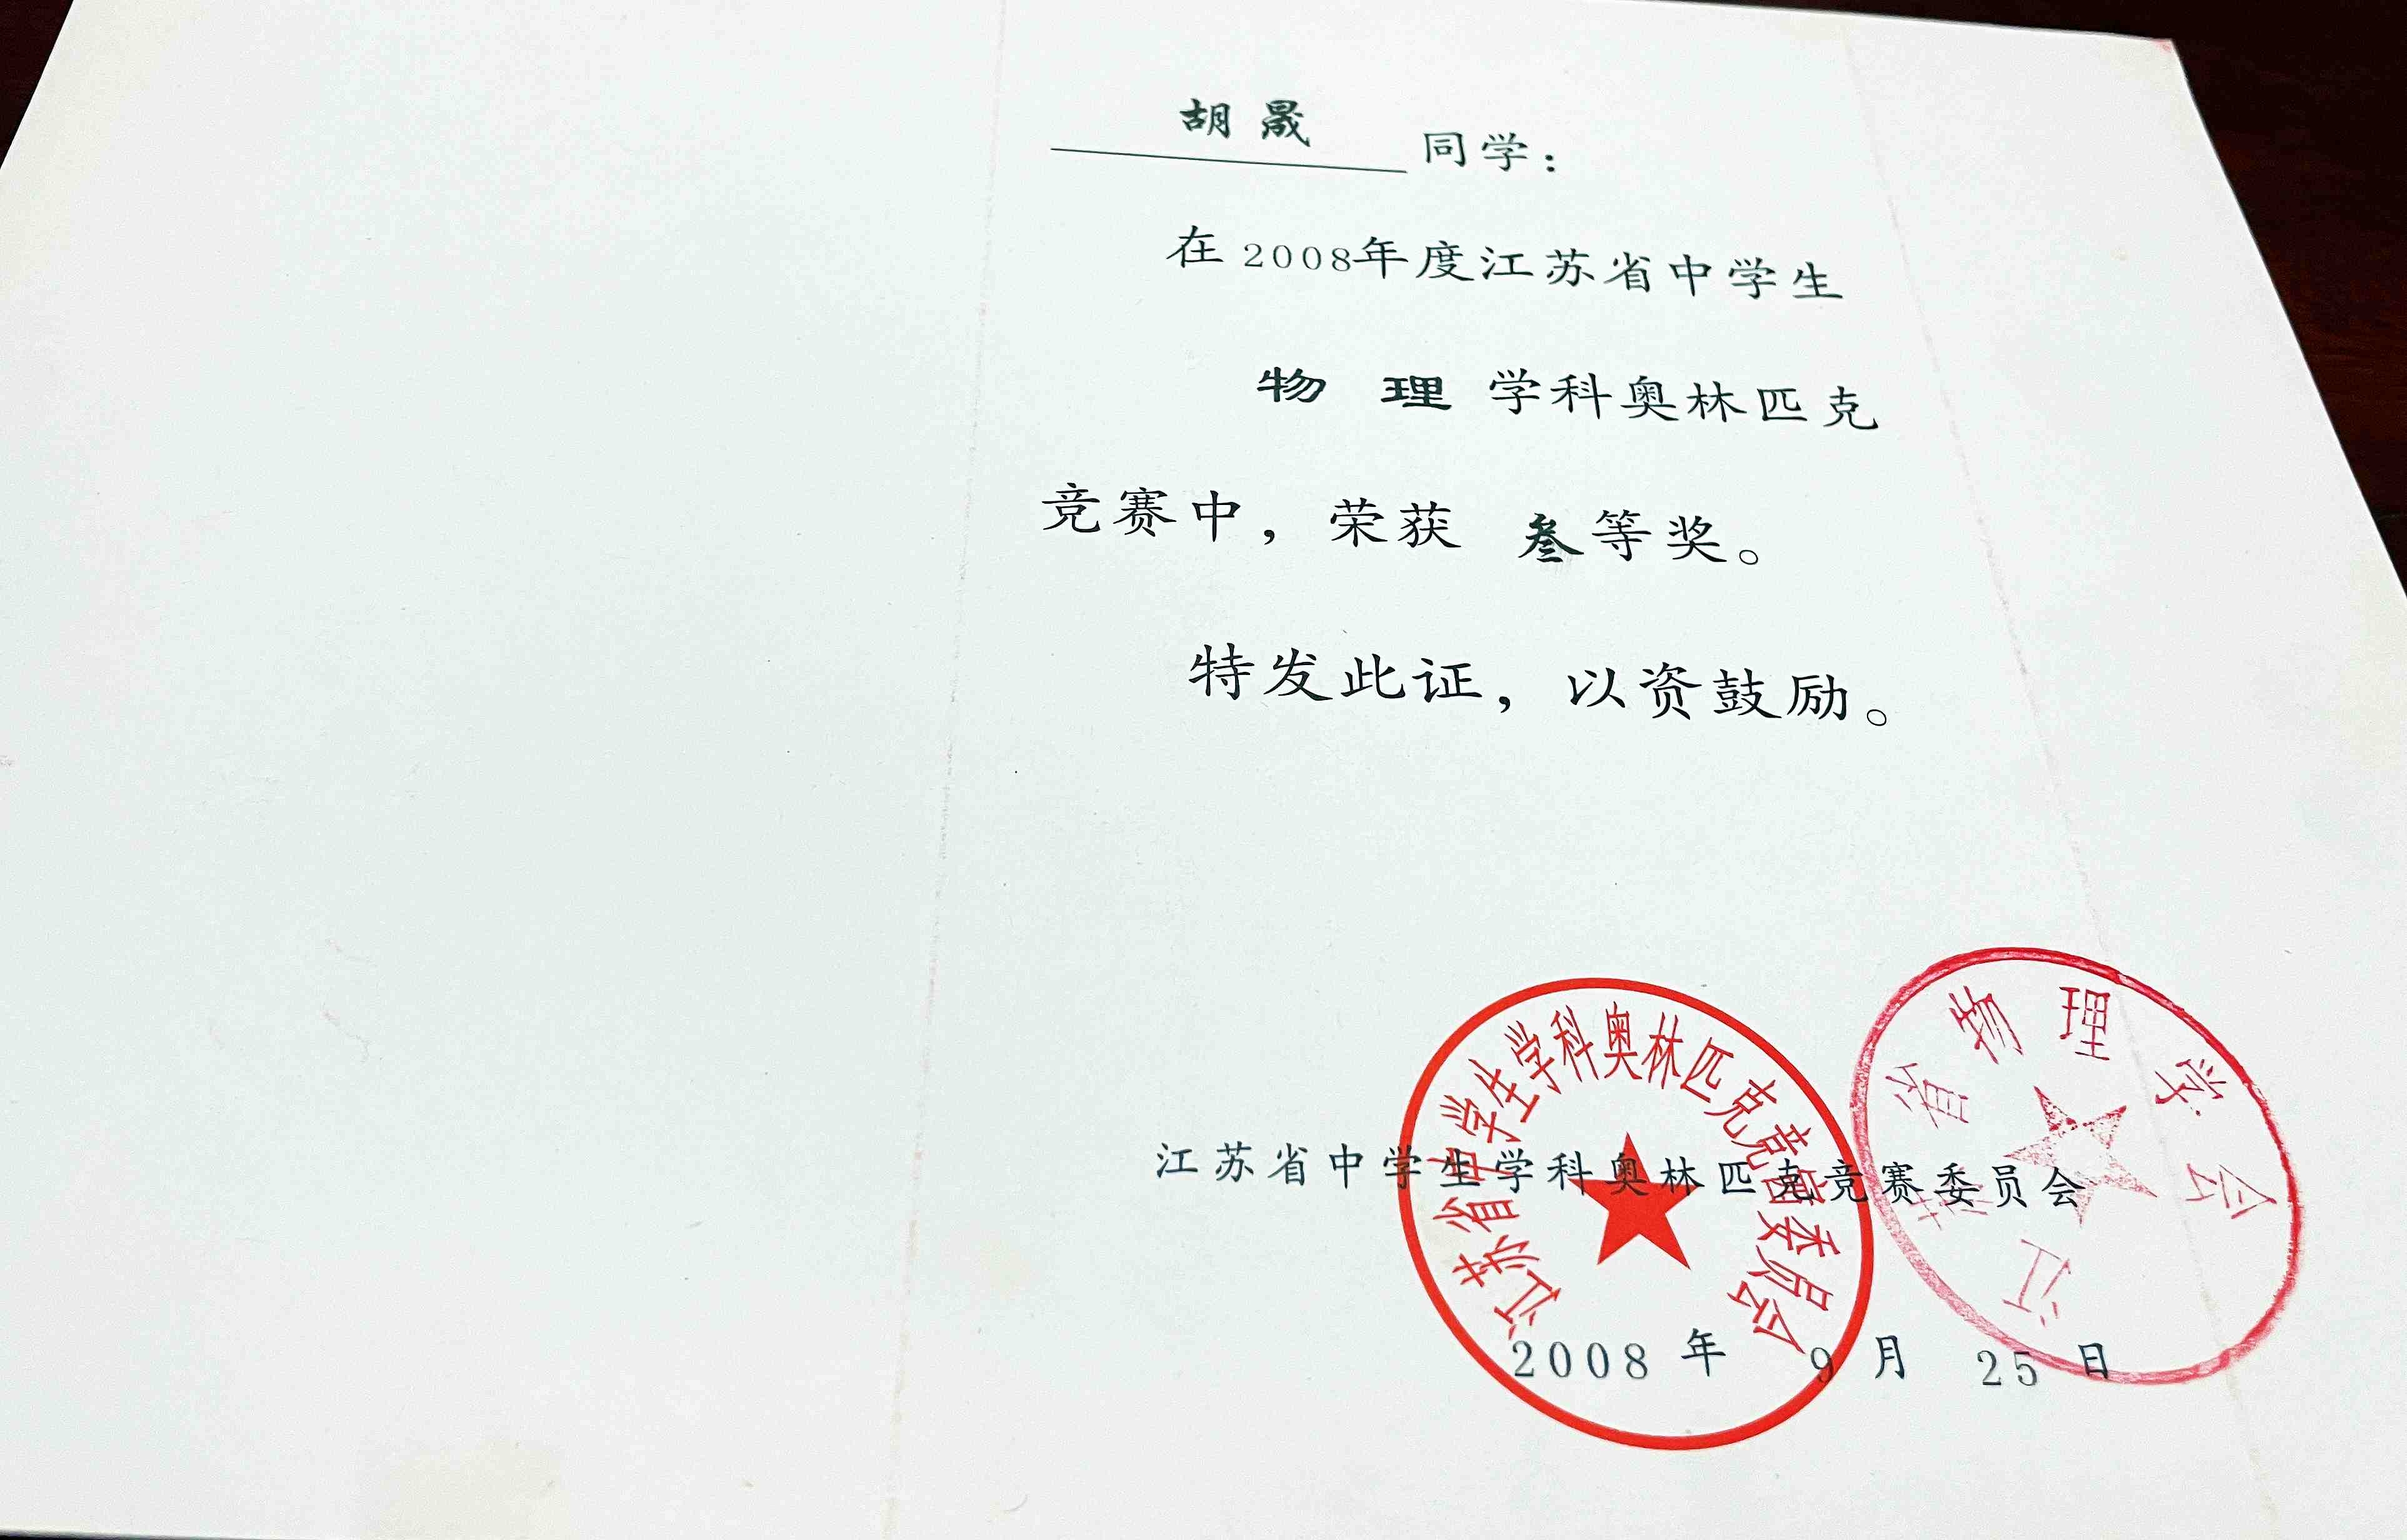 胡晟 同学：
在2008年度江苏省中学生
物理学科奥林匹克
竞赛中，荣获 叁等奖。
特发此证，以资鼓励。
江苏省中学生学科奥林匹克竞赛委员会
2008 年 9 月 25 日
江苏省中学生学科奥林匹克竞赛委员会
江苏省物理学会